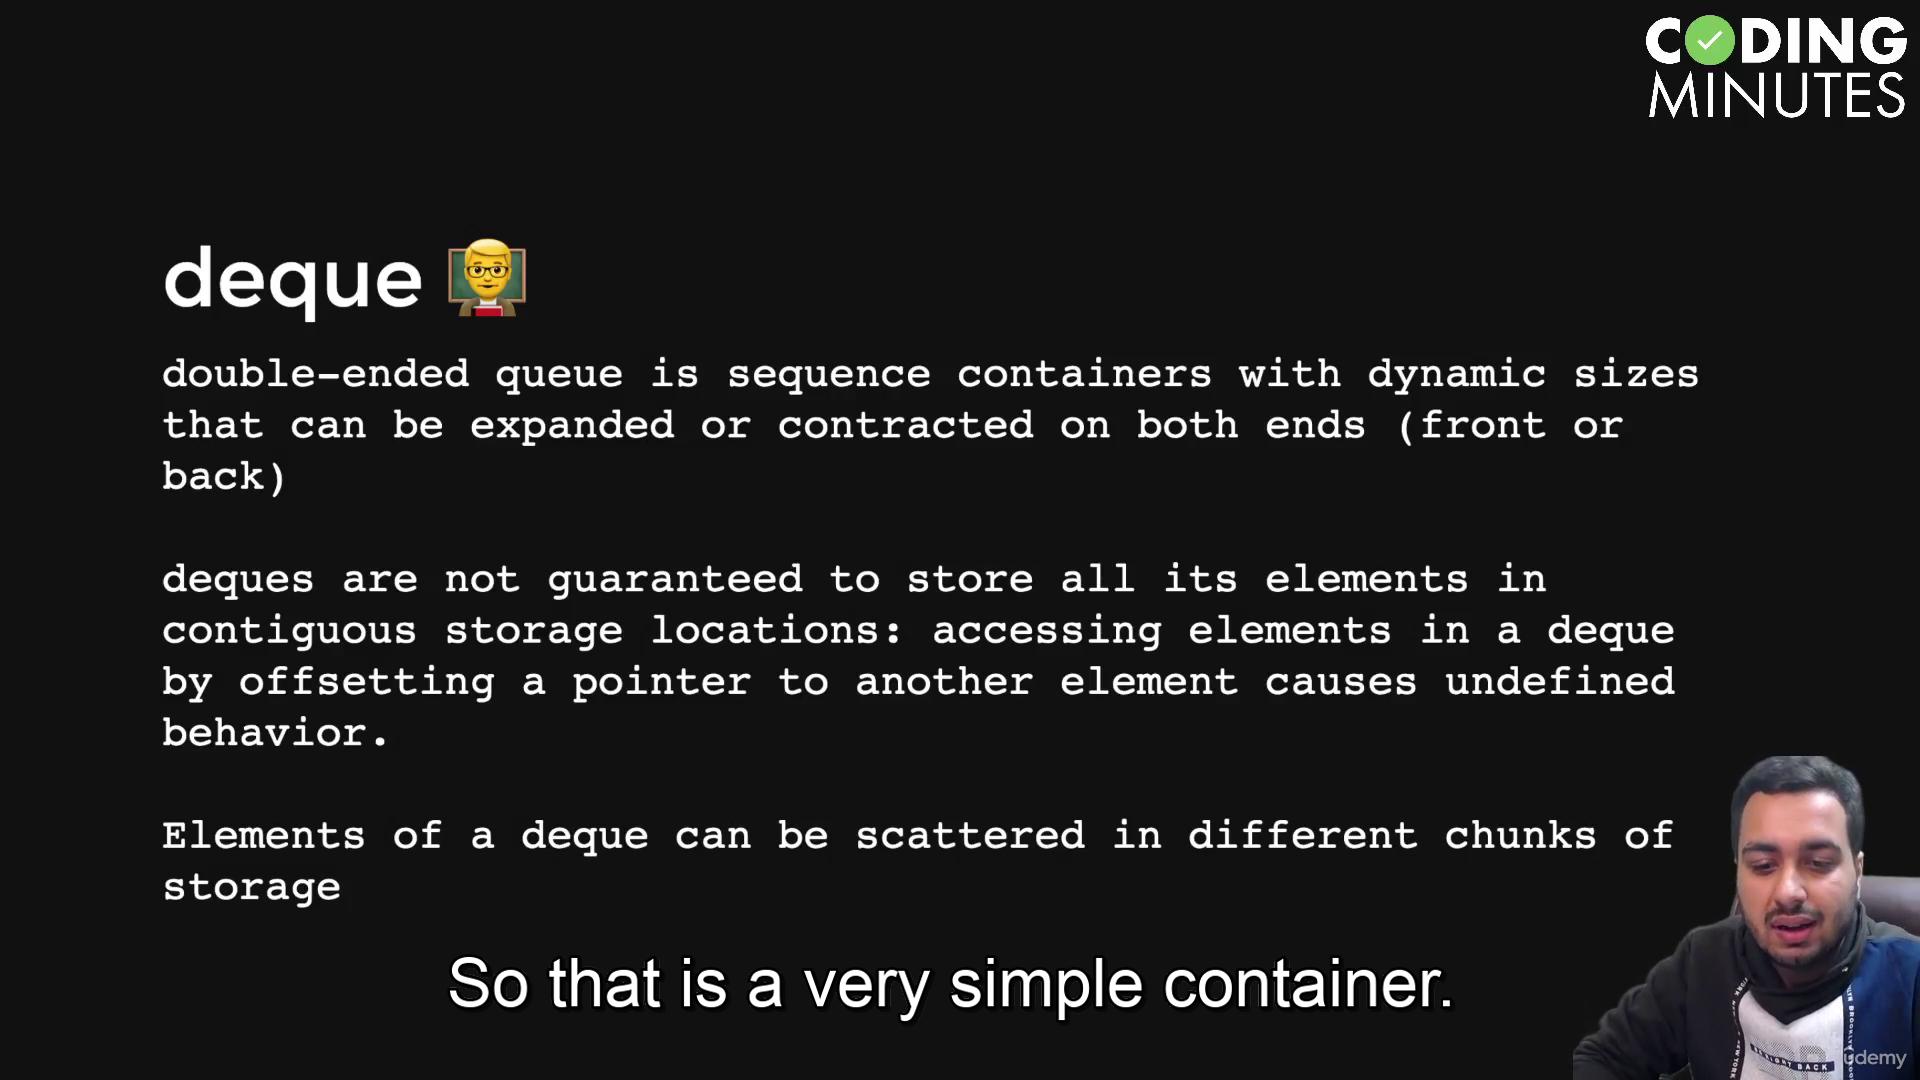 CODING
MINUTES
deque
double-ended queue is sequence containers with dynamic sizes
that can be expanded or contracted on both ends (front or
back)
deques are not guaranteed to store all its elements in
contiguous storage locations: accessing elements in a deque
by offsetting a pointer to another element causes undefined
behavior.
Elements of a deque can be scattered in different chunks of
storage
So that is a very simple container.
udemy